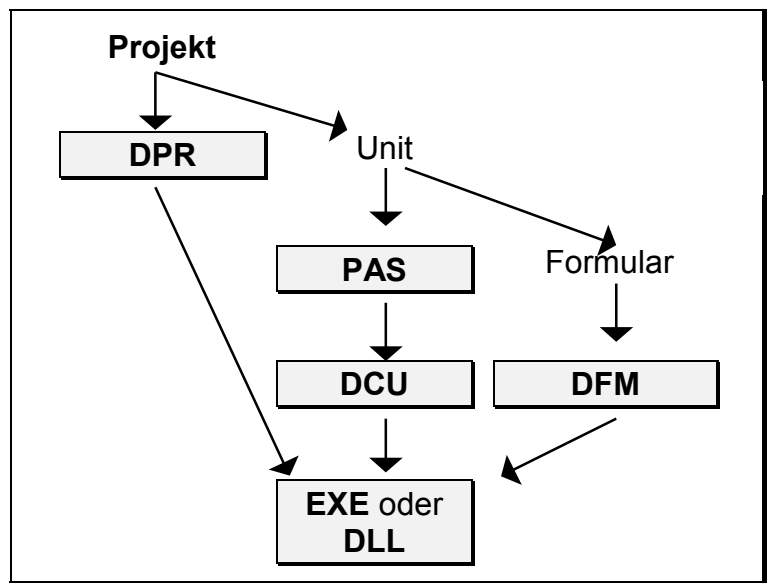 Projekt
DPR
Unit
PAS
Formular
DCU
DFM
EXE oder
DLL